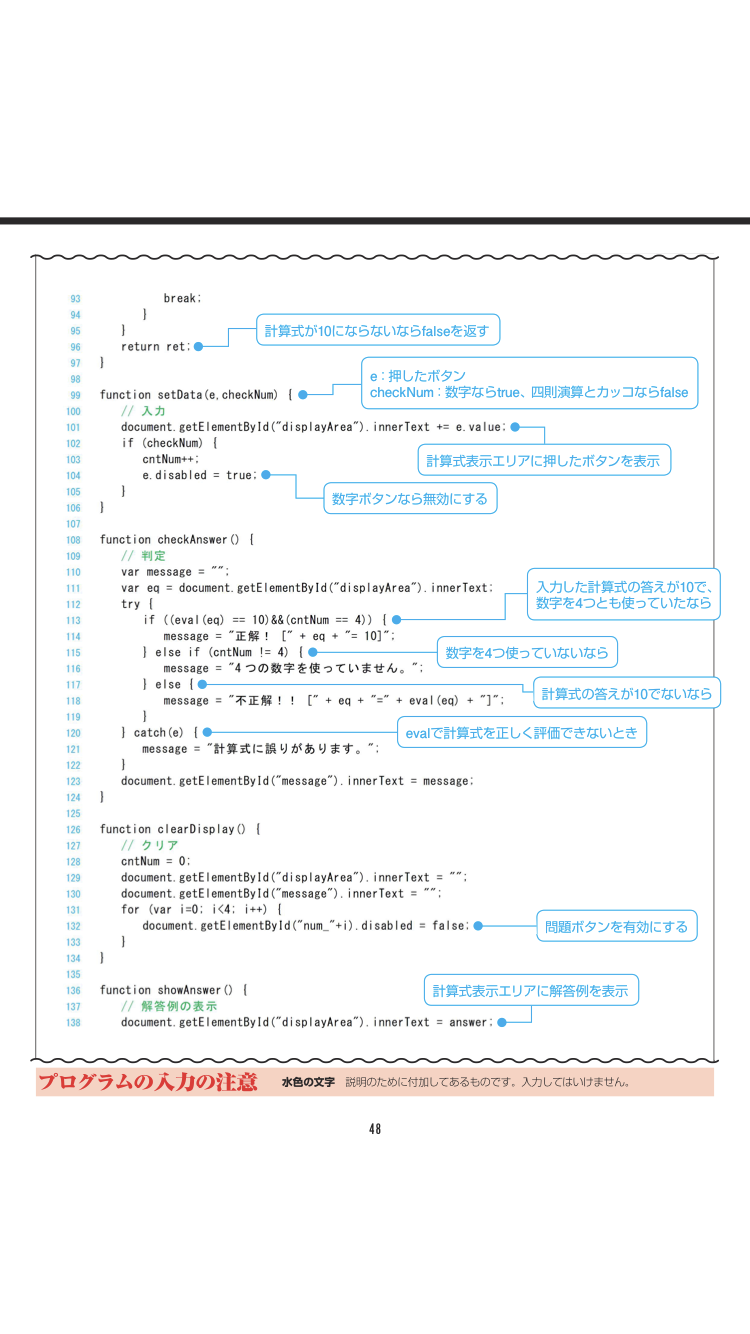 93 break;
94 }
95 }
計算式が10にならないならfalseを返す
96 return ret;
97 }
98
e：押したボタン
checkNum：数字ならtrue、四則演算とカッコならfalse
99 function setData(e,checkNum) {
100 // 入力
101 document.getElementById("displayArea").innerText += e.value;
102 if (checkNum) {
計算式表示エリアに押したボタンを表示
103 cntNum++;
104 e.disabled = true;
数字ボタンなら無効にする
105 }
106 }
107
108 function checkAnswer() {
109 // 判定
110 var message = "";
111 var eq = document.getElementById("displayArea").innerText;
入力した計算式の答えが10で、
数字を4つとも使っていたなら
112 try {
113 if ((eval(eq) == 10)&&(cntNum == 4)) {
114 message = "正解！ [" + eq + "= 10]";
115 } else if (cntNum != 4) {
数字を4つ使っていないなら
116 message = "4つの数字を使っていません。";
117 } else {
計算式の答えが10でないなら
118 message = "不正解！！ [" + eq + "=" + eval(eq) + "]";
119 }
120 } catch(e) {
evalで計算式を正しく評価できないとき
121 message = "計算式に誤りがあります。";
122 }
123 document.getElementById("message").innerText = message;
124 }
125
126 function clearDisplay() {
127 // クリア
128 cntNum = 0;
129 document.getElementById("displayArea").innerText = "";
130 document.getElementById("message").innerText = "";
131 for (var i=0; i<4; i++) {
132 document.getElementById("num_"+i).disabled = false;
問題ボタンを有効にする
133 }
134 }
135
136 function showAnswer() {
計算式表示エリアに解答例を表示
137 // 解答例の表示
138 document.getElementById("displayArea").innerText = answer;
プログラムの入力の注意 水色の文字 説明のために付加してあるものです。入力してはいけません。
48